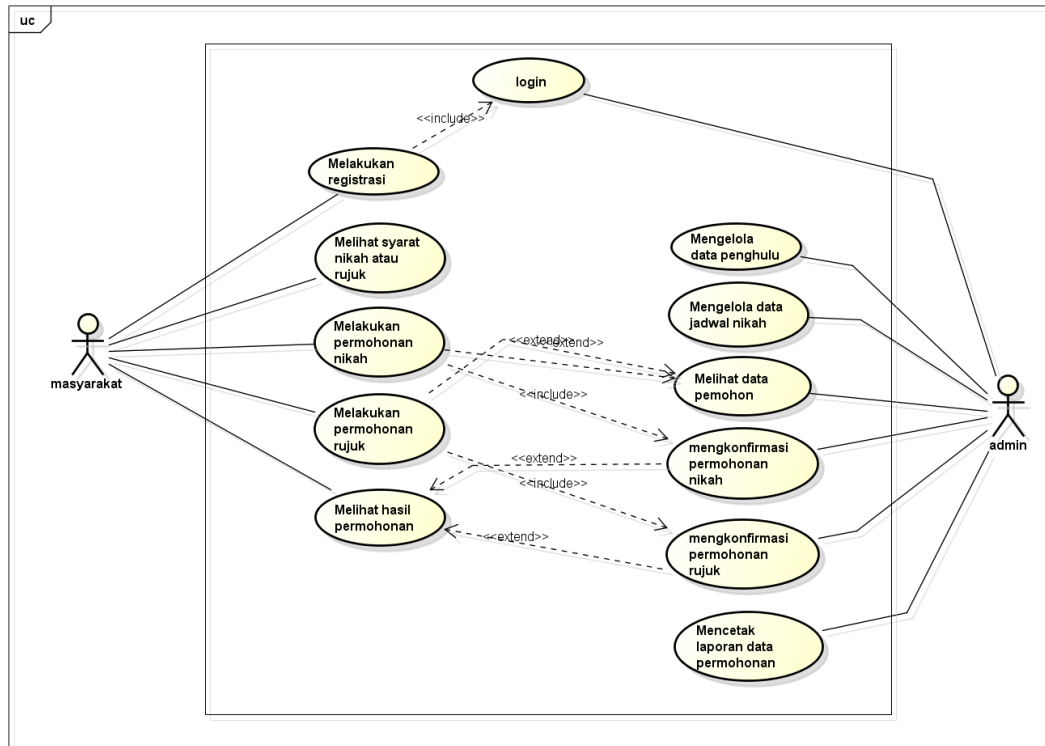 uc
login
<<include>>
Melakukan
registrasi
Melihat syarat
nikah atau
rujuk
Mengelola
data penghulu
Mengelola data
jadwal nikah
Melakukan
permohonan
nikah
<<extend>>
<<extend>>
Melihat data
pemohon
masyarakat
<<include>>
Melakukan
permohonan
rujuk
admin
mengkonfirmasi
permohonan
nikah
<<extend>>
<<include>>
Melihat hasil
permohonan
<<extend>>
mengkonfirmasi
permohonan
rujuk
Mencetak
laporan data
permohonan